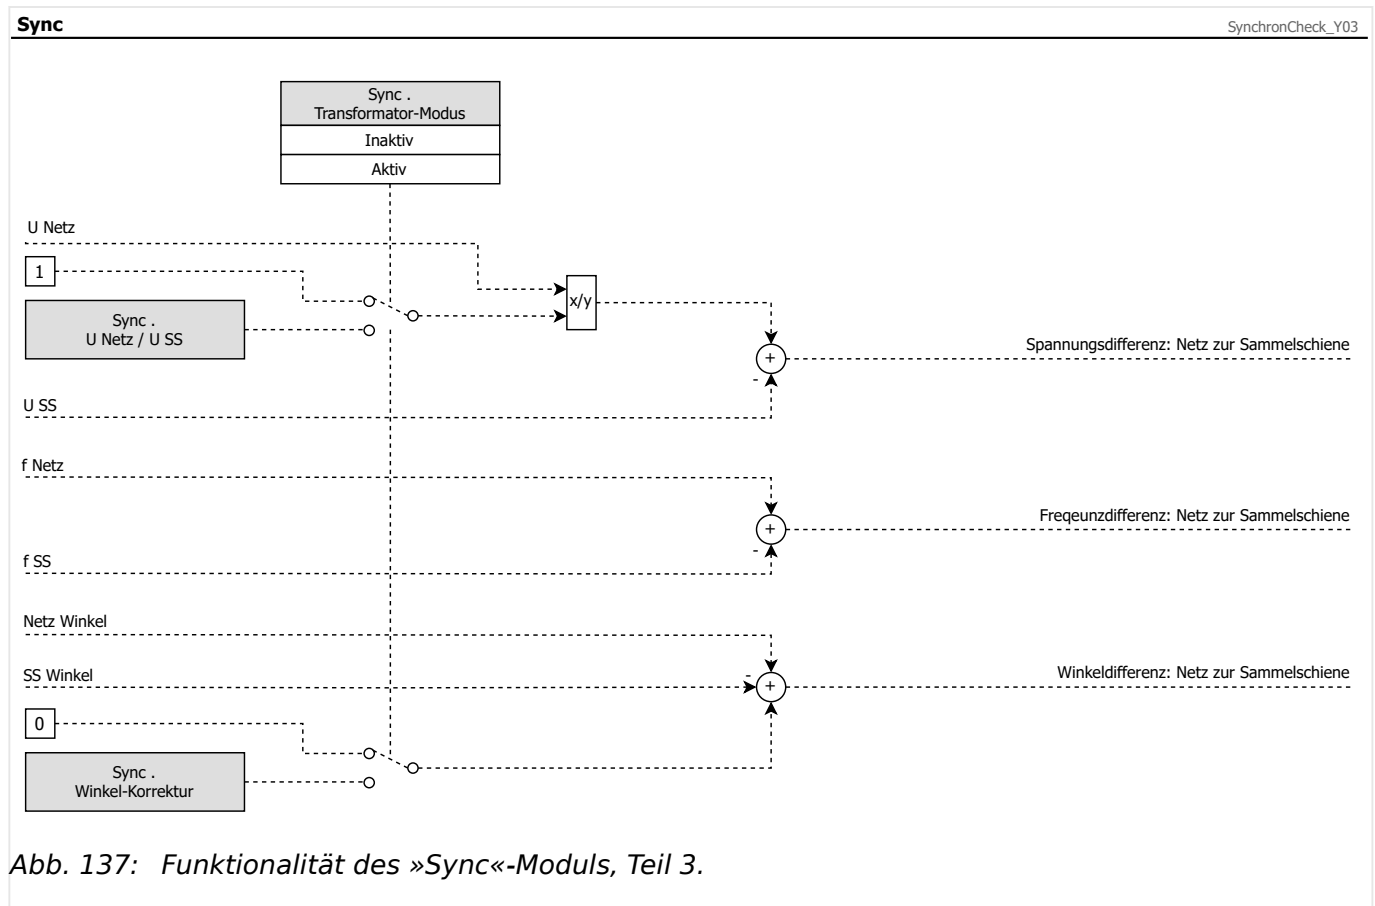 Sync
SynchronCheck_Y03
Sync .
Transformator-Modus
Inaktiv
Aktiv
U Netz
1
x/y
Sync .
U Netz / U SS
Spannungsdifferenz: Netz zur Sammelschiene
+
-
U SS
f Netz
Freqeunzdifferenz: Netz zur Sammelschiene
+
-
f SS
Netz Winkel
SS Winkel
Winkeldifferenz: Netz zur Sammelschiene
-
+
0
Sync .
Winkel-Korrektur
Abb. 137: Funktionalität des »Sync«-Moduls, Teil 3.